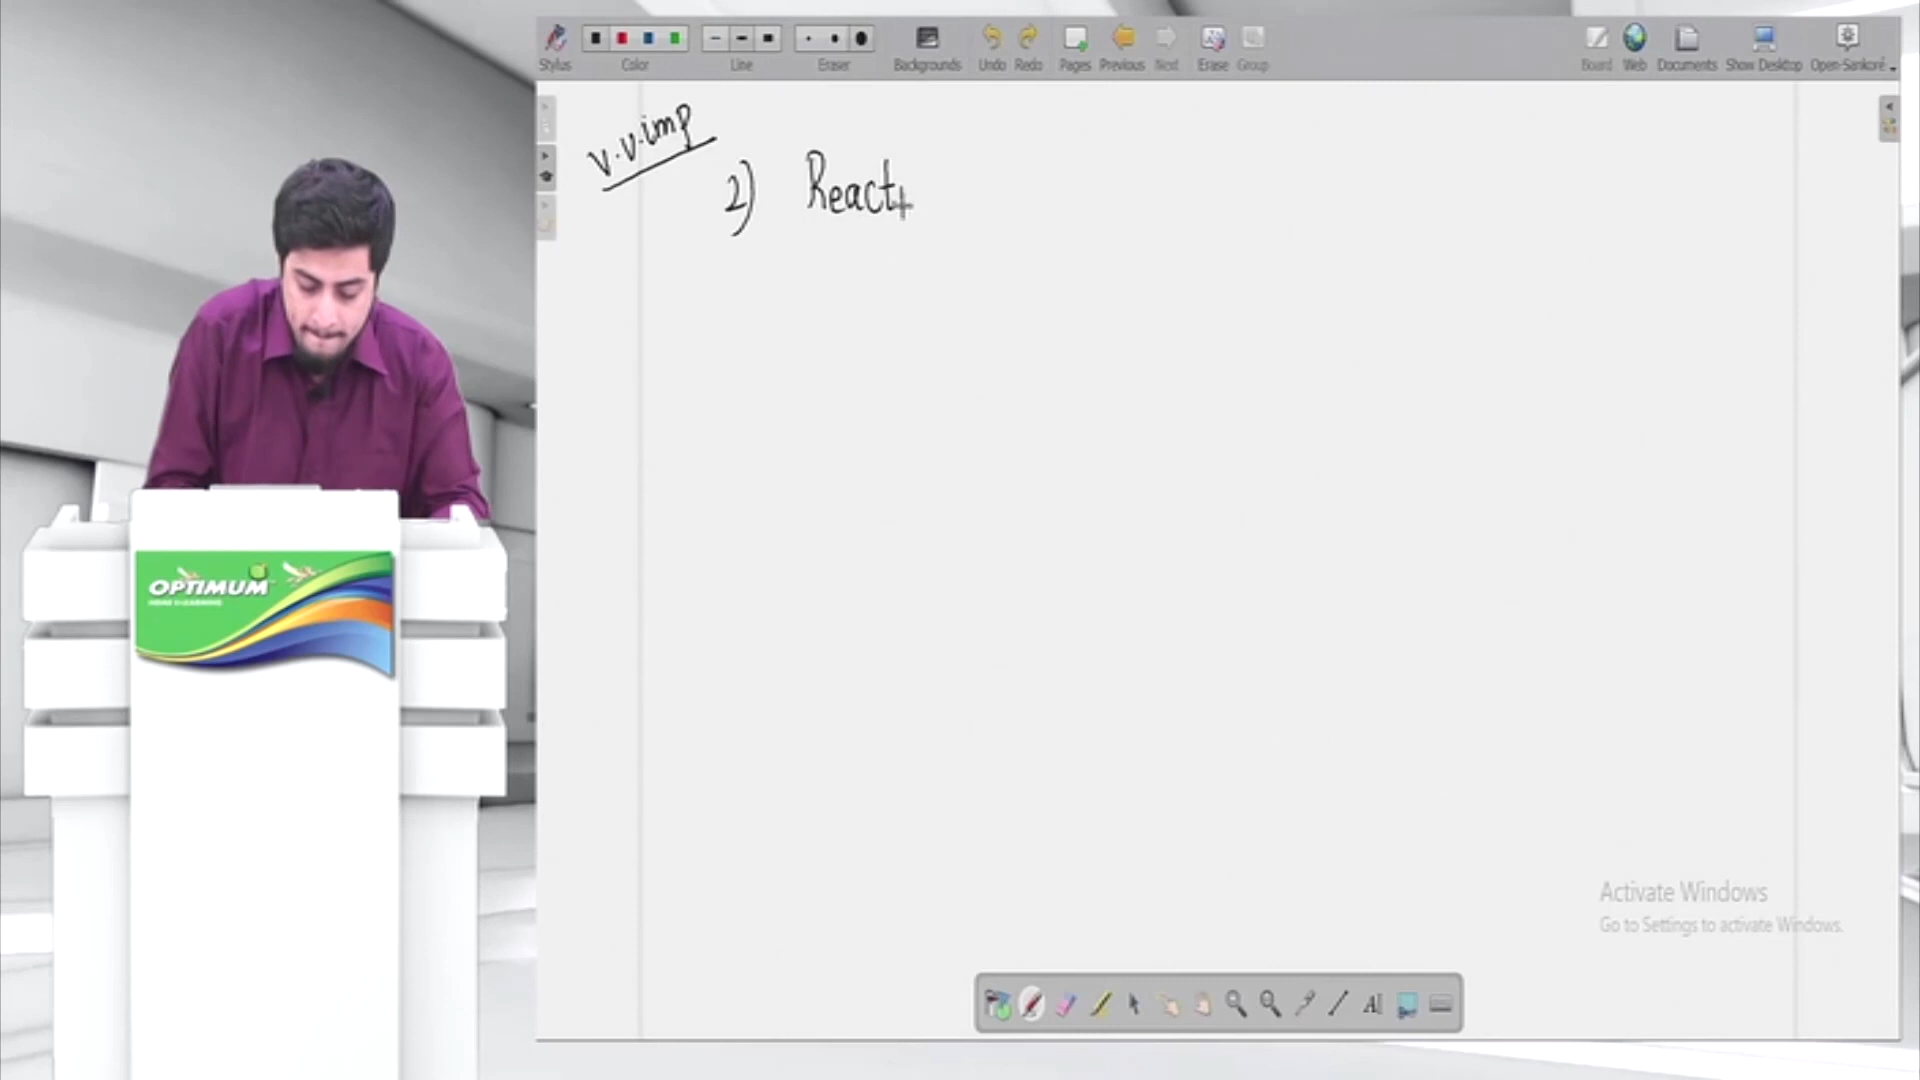 Stylus
Color
Line
Eraser
Backgrounds
Undo
Redo
Pages
Previous
Next
Erase
Group
Board
Web
Documents
Show Desktop
Open-Sankoré
v.v.imp
2) React
OPTIMUM
Activate Windows
Go to Settings to activate Windows.